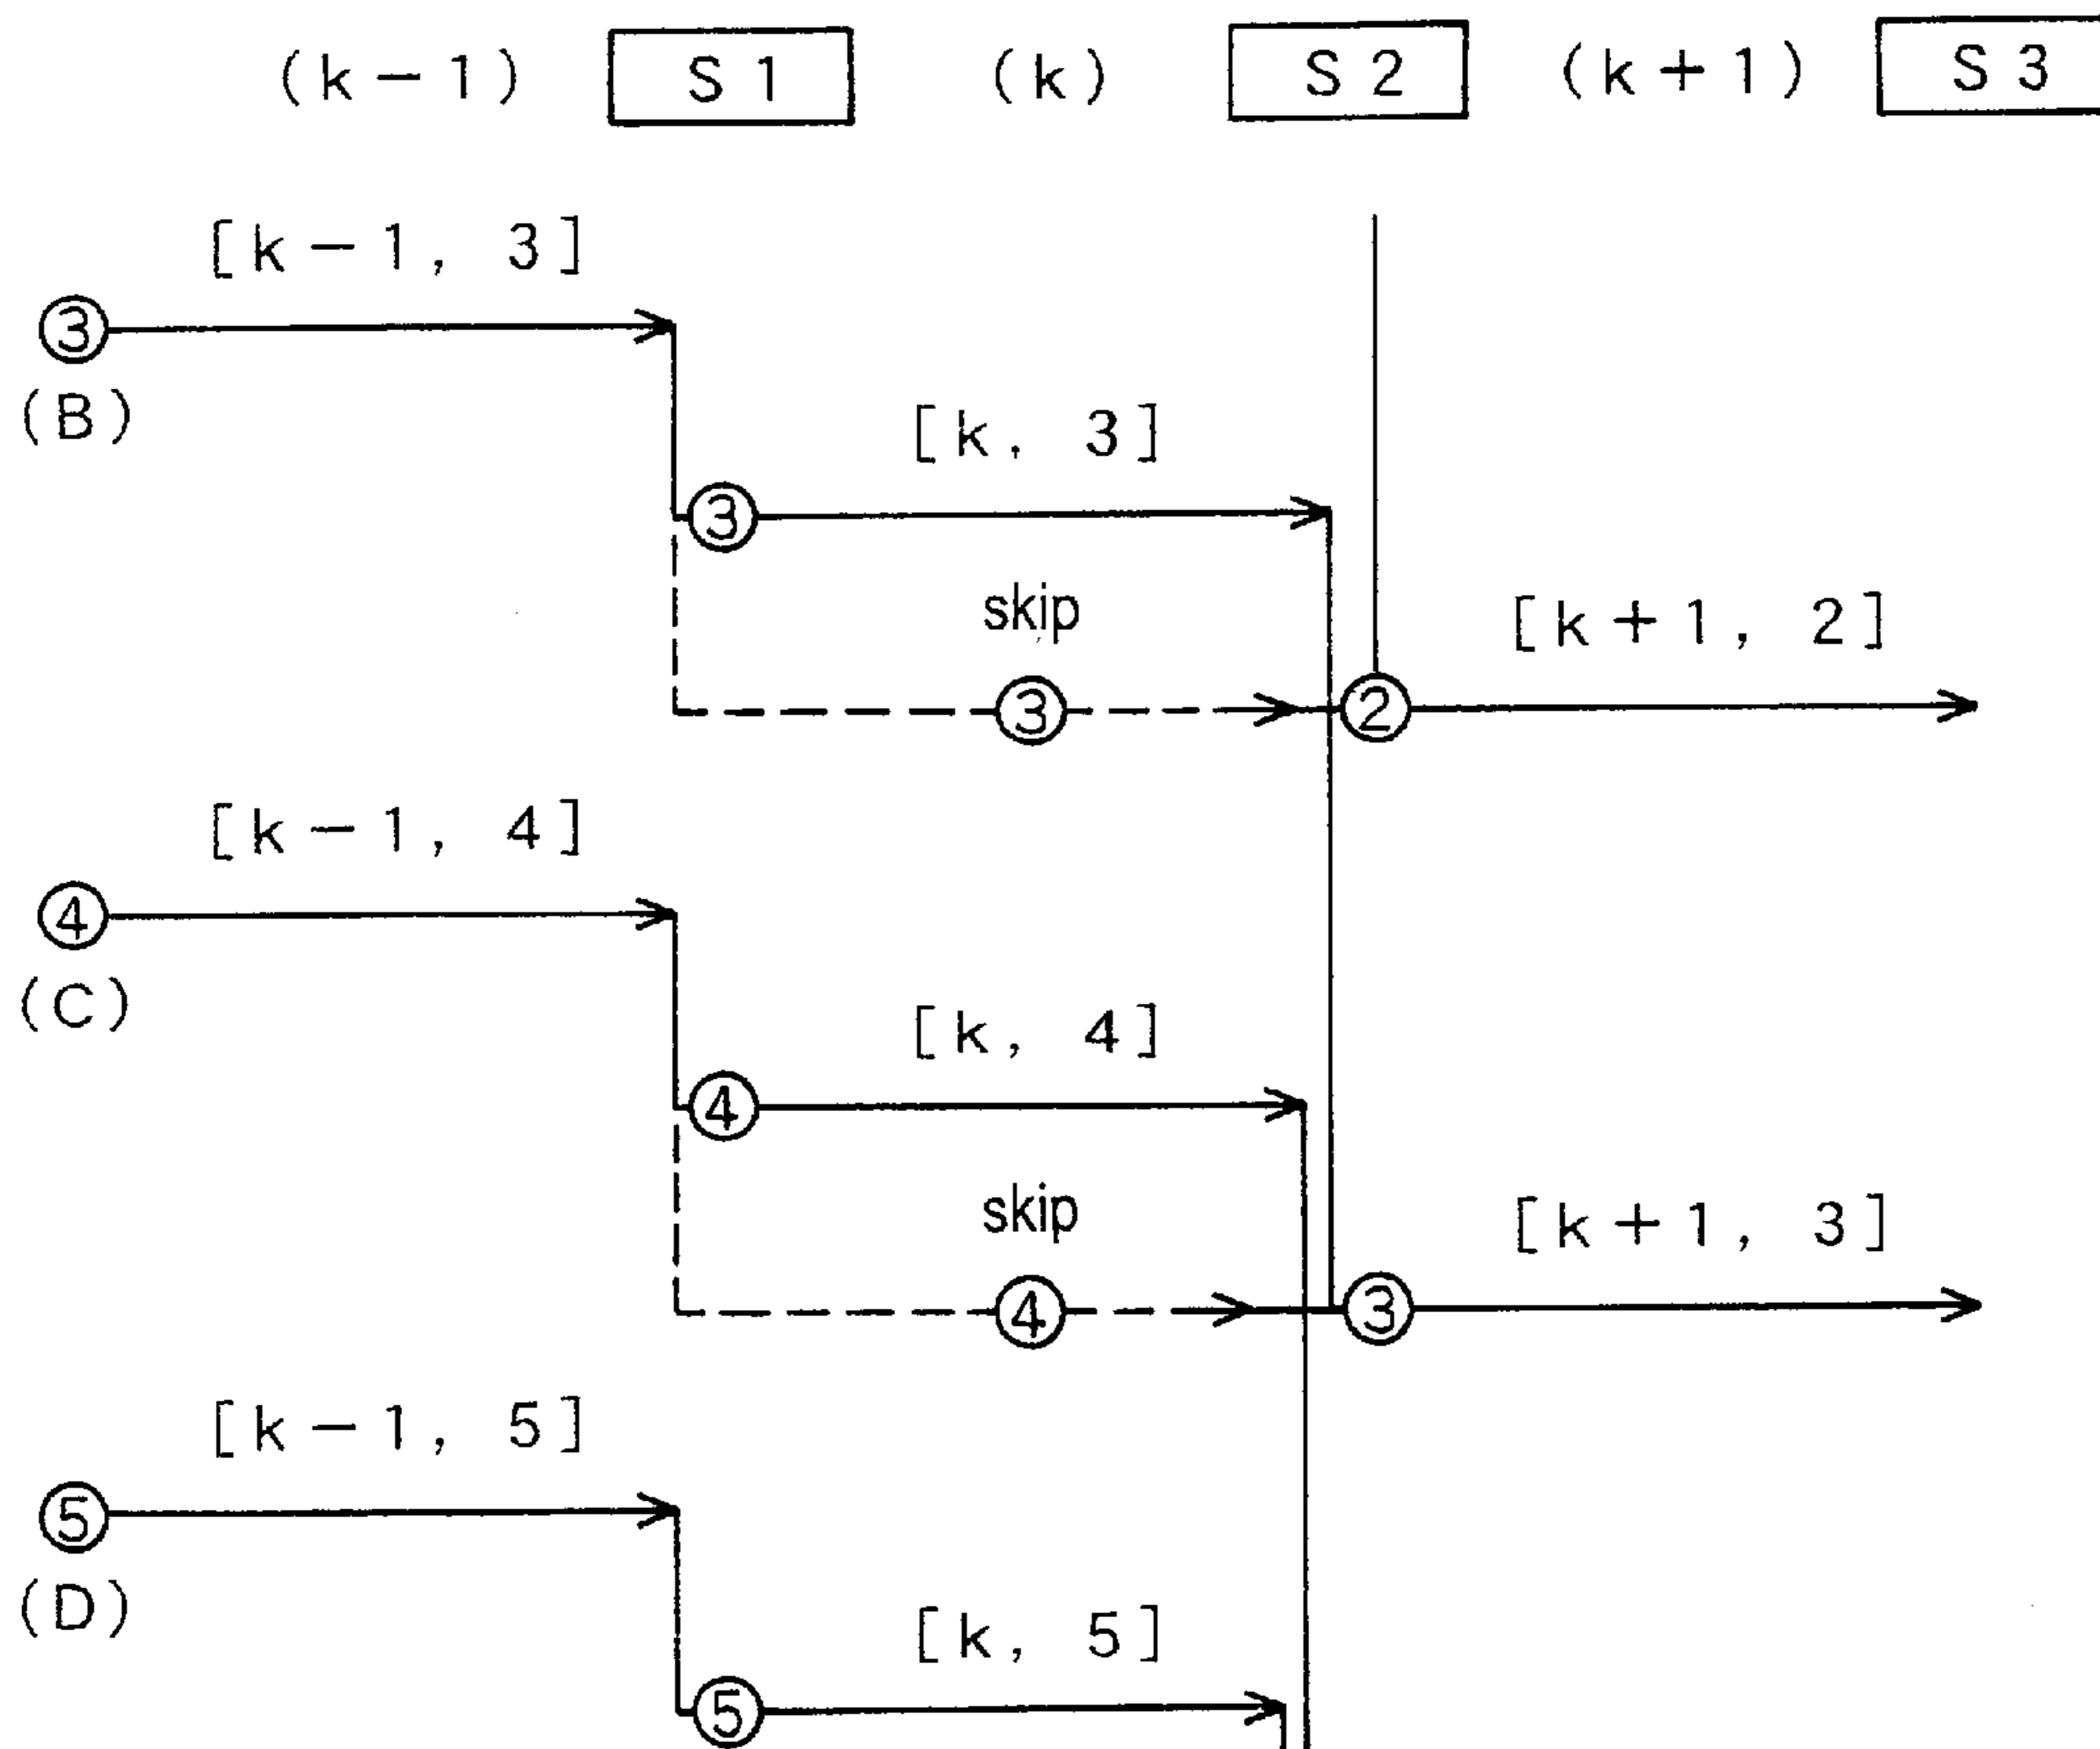 (k-1) S1 (k) S2 (k+1) S3
[k-1, 3]
③
(B)
[k, 3]
③
skip
[k+1, 2]
③ ②
[k-1, 4]
④
(C)
[k, 4]
④
skip
[k+1, 3]
④ ③
[k-1, 5]
⑤
(D)
[k, 5]
⑤